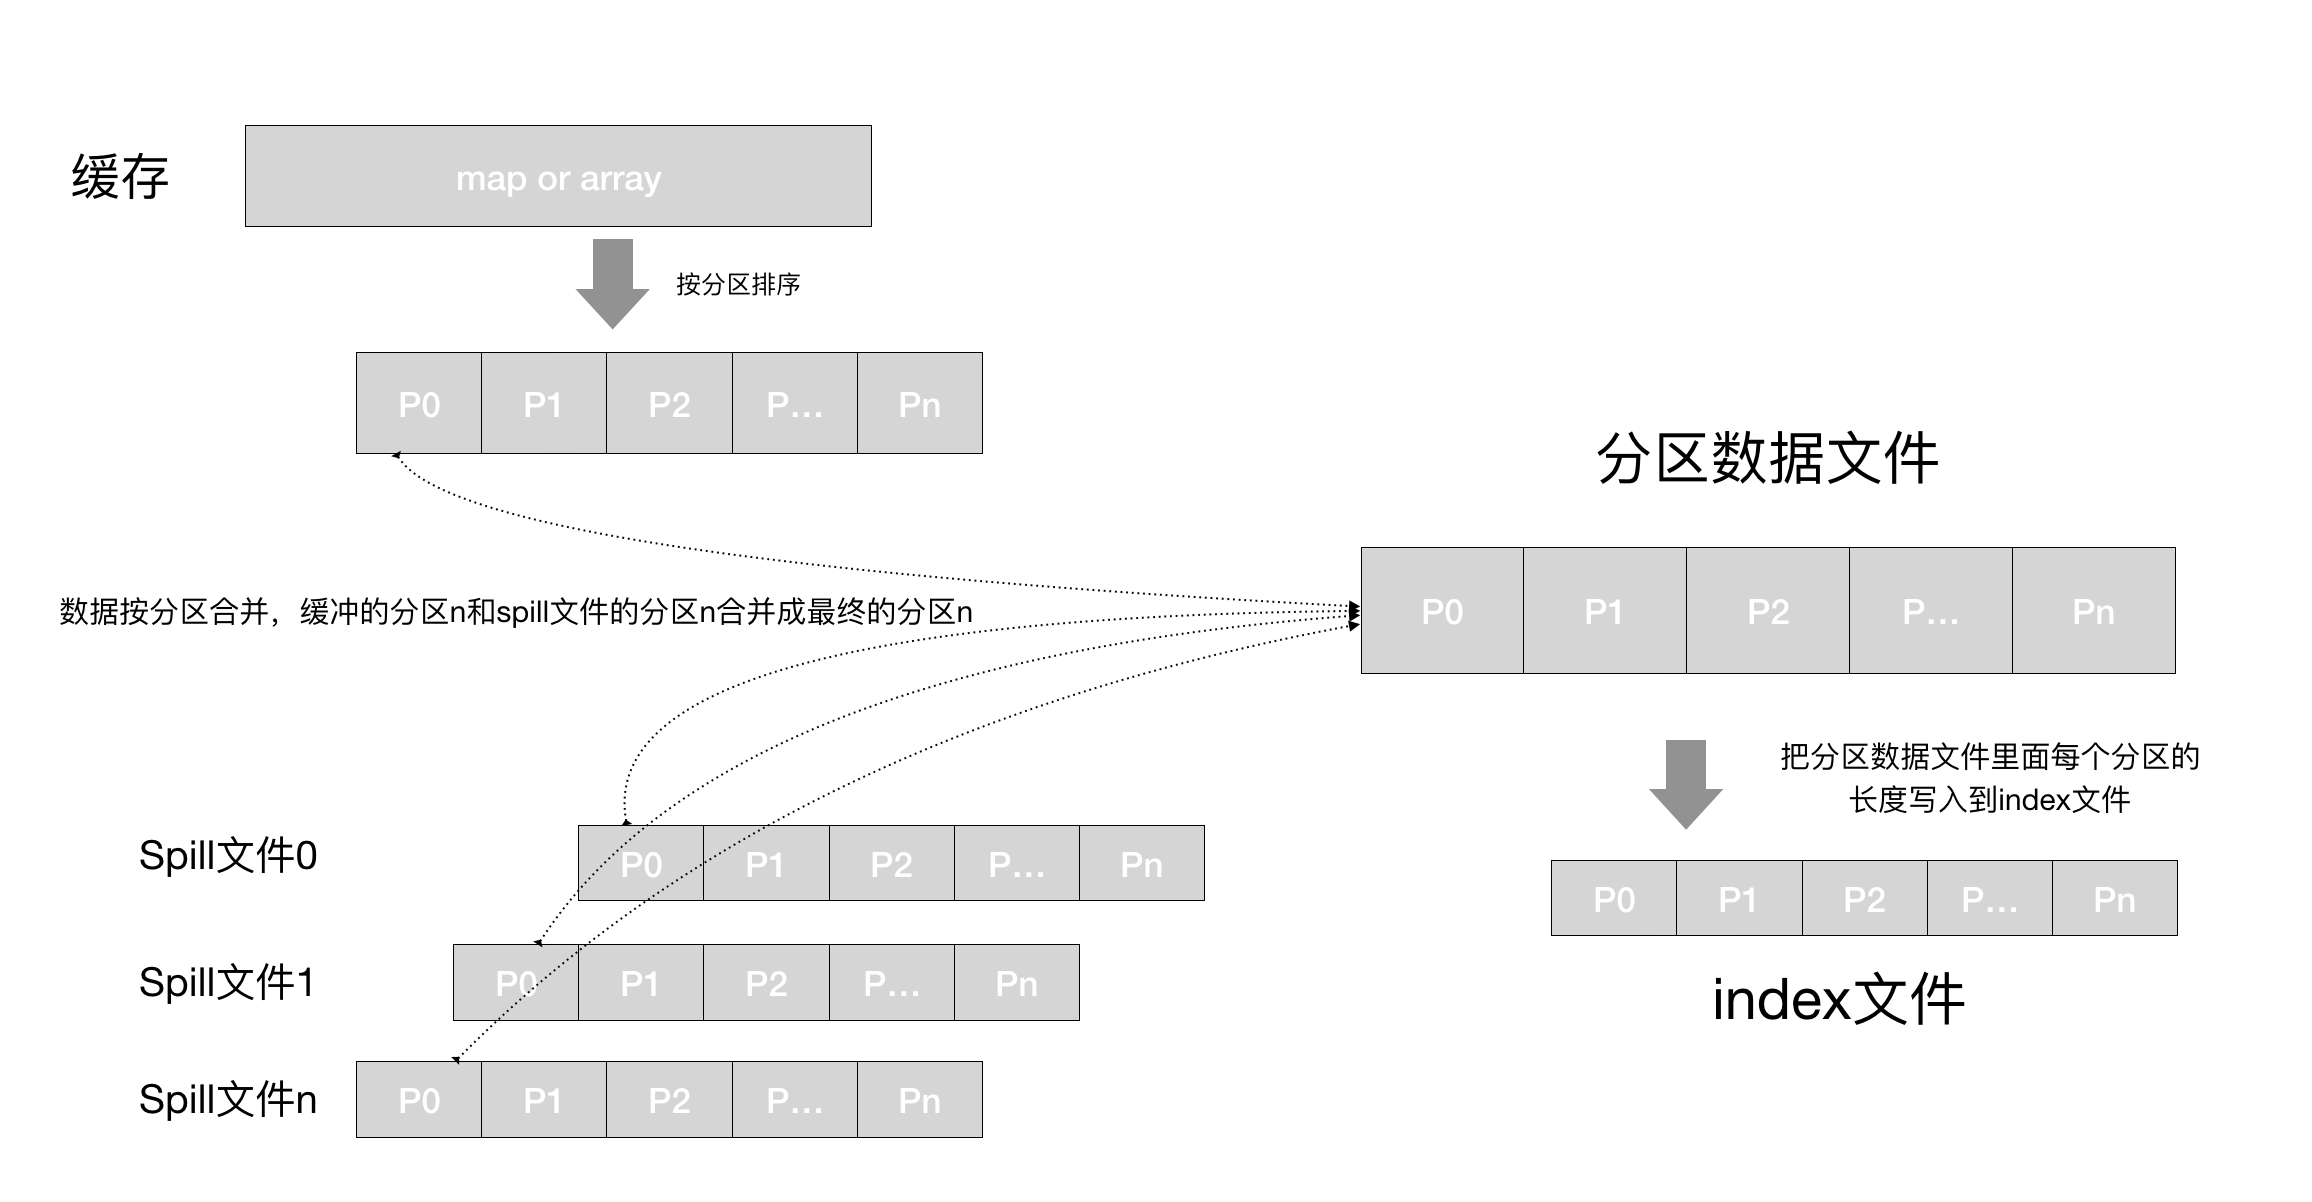 缓存
map or array
按分区排序
P0 P1 P2 P... Pn
分区数据文件
数据按分区合并，缓冲的分区n和spill文件的分区n合并成最终的分区n
P0 P1 P2 P... Pn
把分区数据文件里面每个分区的
长度写入到index文件
Spill文件0
P0 P1 P2 P... Pn
P0 P1 P2 P... Pn
index文件
Spill文件1
P0 P1 P2 P... Pn
Spill文件n
P0 P1 P2 P... Pn